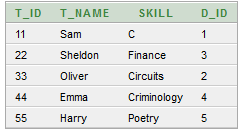 T_ID T_NAME SKILL D_ID
11 Sam C 1
22 Sheldon Finance 3
33 Oliver Circuits 2
44 Emma Criminology 4
55 Harry Poetry 5